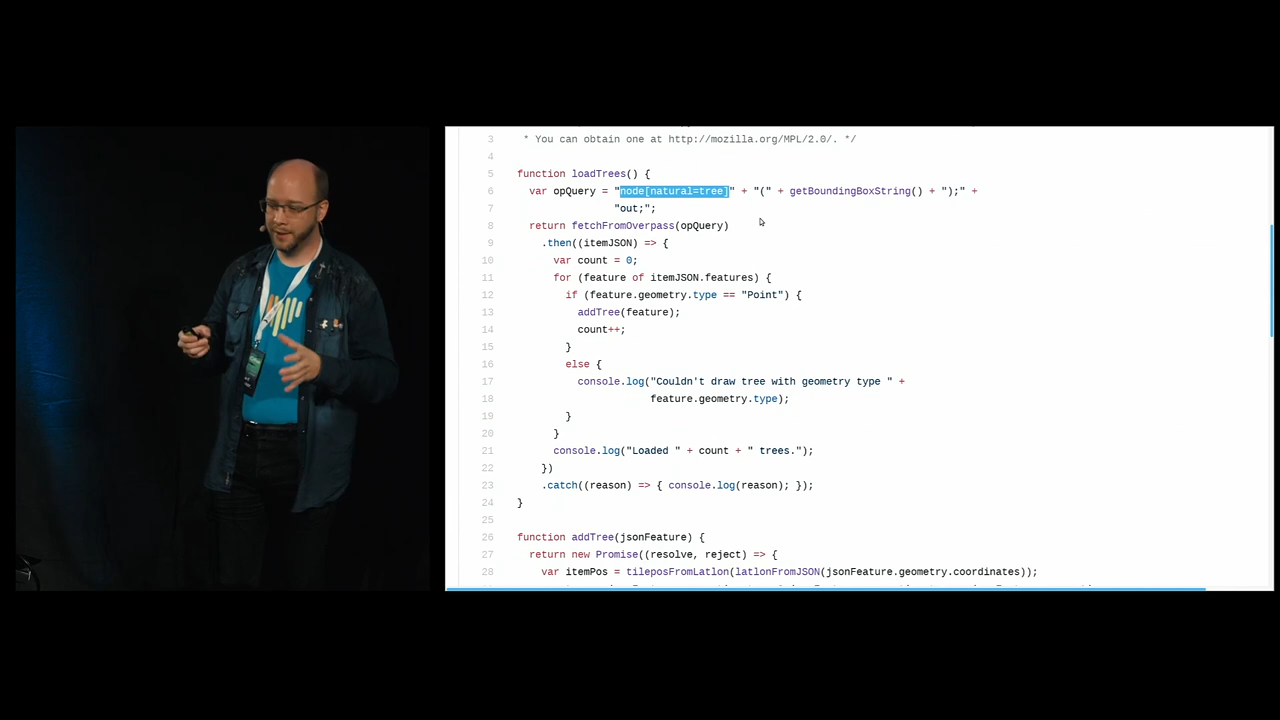 3 * You can obtain one at http://mozilla.org/MPL/2.0/. */
4
5 function loadTrees() {
6 var opQuery = "node[natural=tree]" + "(" + getBoundingBoxString() + ");" +
7 "out;";
8 return fetchFromOverpass(opQuery)
9 .then((itemJSON) => {
10 var count = 0;
11 for (feature of itemJSON.features) {
12 if (feature.geometry.type == "Point") {
13 addTree(feature);
14 count++;
15 }
16 else {
17 console.log("Couldn't draw tree with geometry type " +
18 feature.geometry.type);
19 }
20 }
21 console.log("Loaded " + count + " trees.");
22 })
23 .catch((reason) => { console.log(reason); });
24 }
25
26 function addTree(jsonFeature) {
27 return new Promise((resolve, reject) => {
28 var itemPos = tileposFromLatlon(latlonFromJSON(jsonFeature.geometry.coordinates));